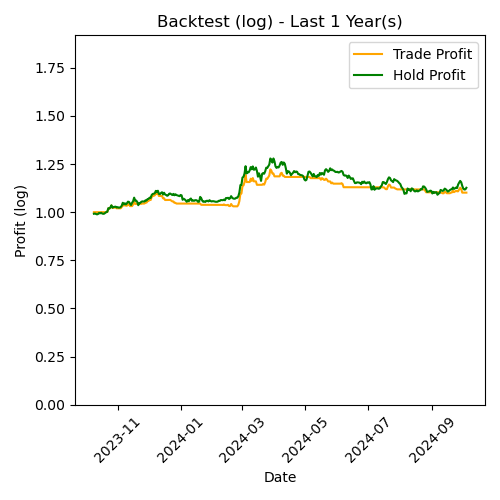 Backtest (log) - Last 1 Year(s)
Trade Profit
Hold Profit
Profit (log)
1.75
1.50
1.25
1.00
0.75
0.50
0.25
0.00
2023-11
2024-01
2024-03
2024-05
2024-07
2024-09
Date